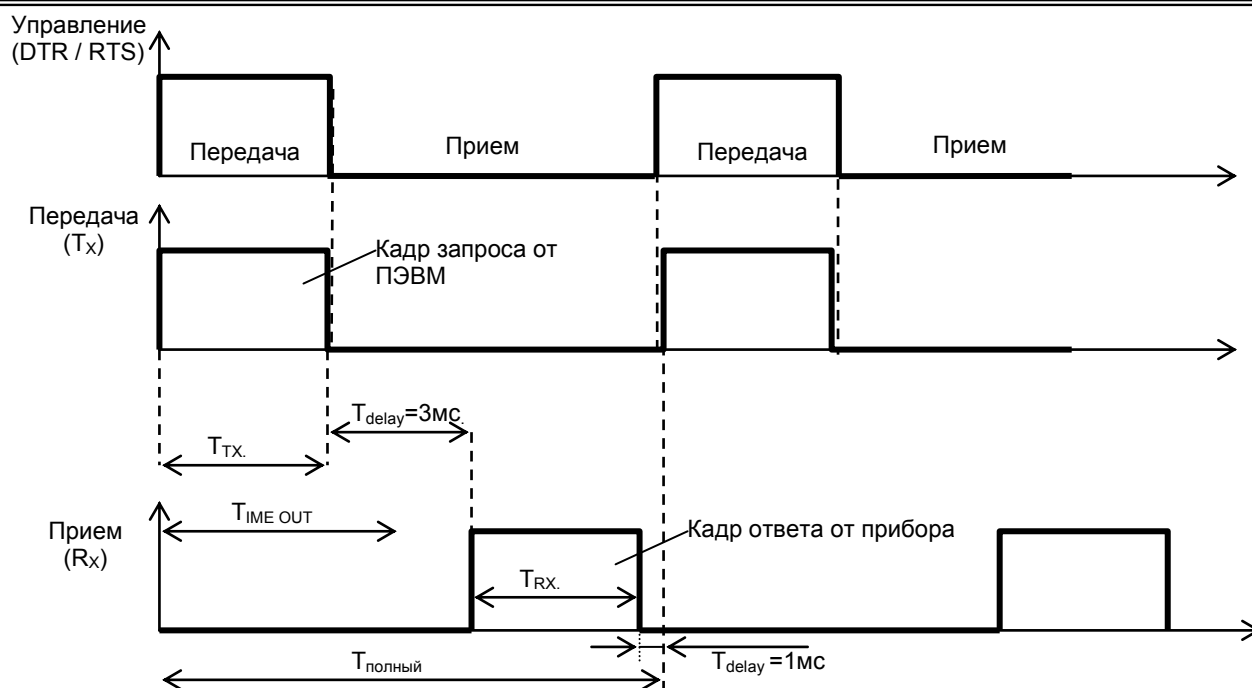 Управление
(DTR / RTS)
Передача
Прием
Передача
Прием
Передача
(TX)
Кадр запроса от
ПЭВМ
Tdelay=3мс.
TTX.
TIME OUT
Прием
(RX)
Кадр ответа от прибора
TRX.
Tполный
Tdelay =1мс